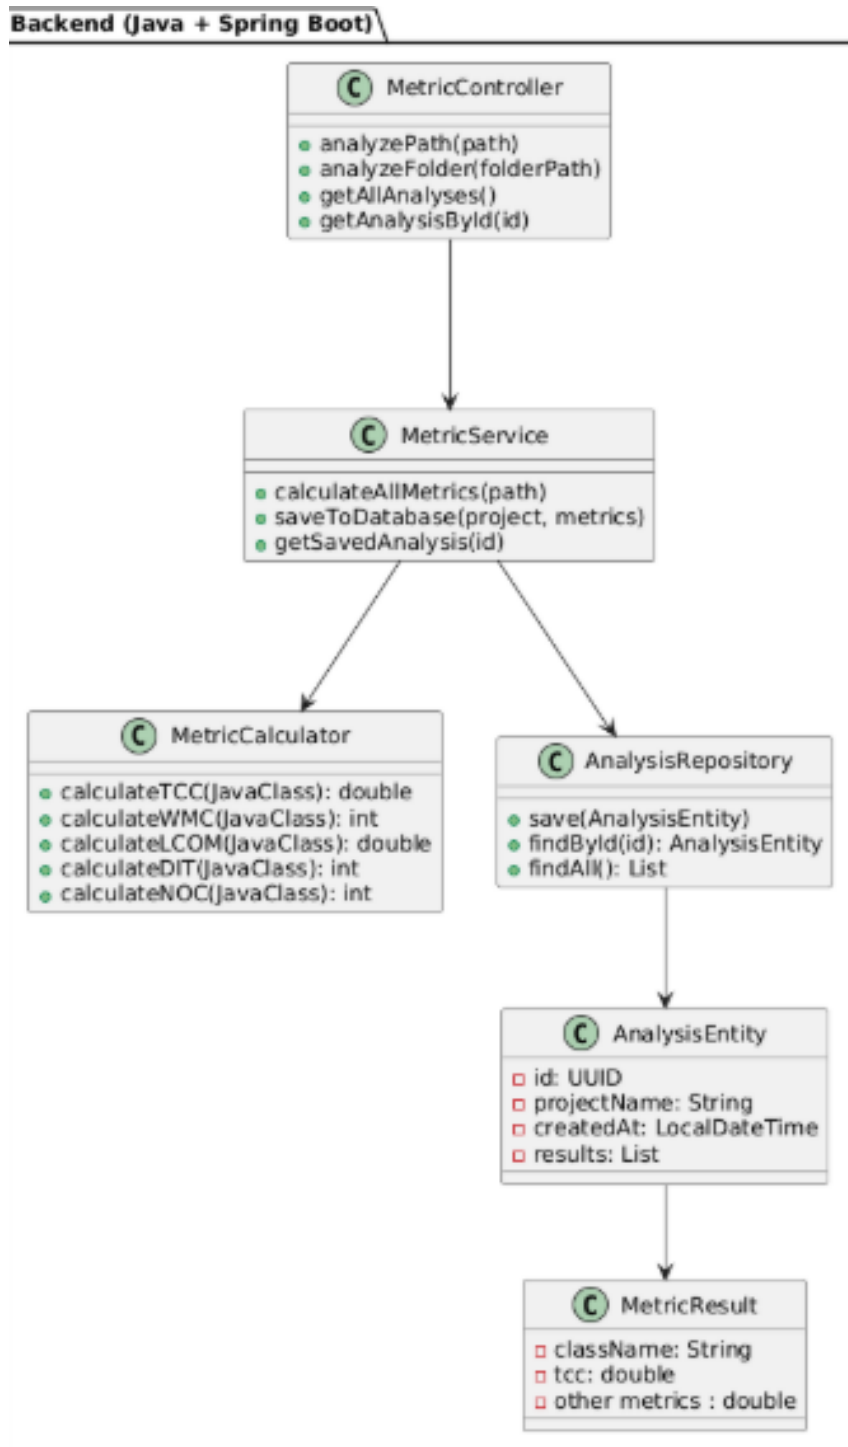 Backend (Java + Spring Boot)
C MetricController
analyzePath(path)
analyzeFolder(folderPath)
getAllAnalyses()
getAnalysisById(id)
C MetricService
calculateAllMetrics(path)
saveToDatabase(project, metrics)
getSavedAnalysis(id)
C MetricCalculator
calculateTCC(JavaClass): double
calculateWMC(JavaClass): int
calculateLCOM(JavaClass): double
calculateDIT(JavaClass): int
calculateNOC(JavaClass): int
C AnalysisRepository
save(AnalysisEntity)
findById(id): AnalysisEntity
findAll(): List
C AnalysisEntity
id: UUID
projectName: String
createdAt: LocalDateTime
results: List
C MetricResult
className: String
tcc: double
other metrics : double